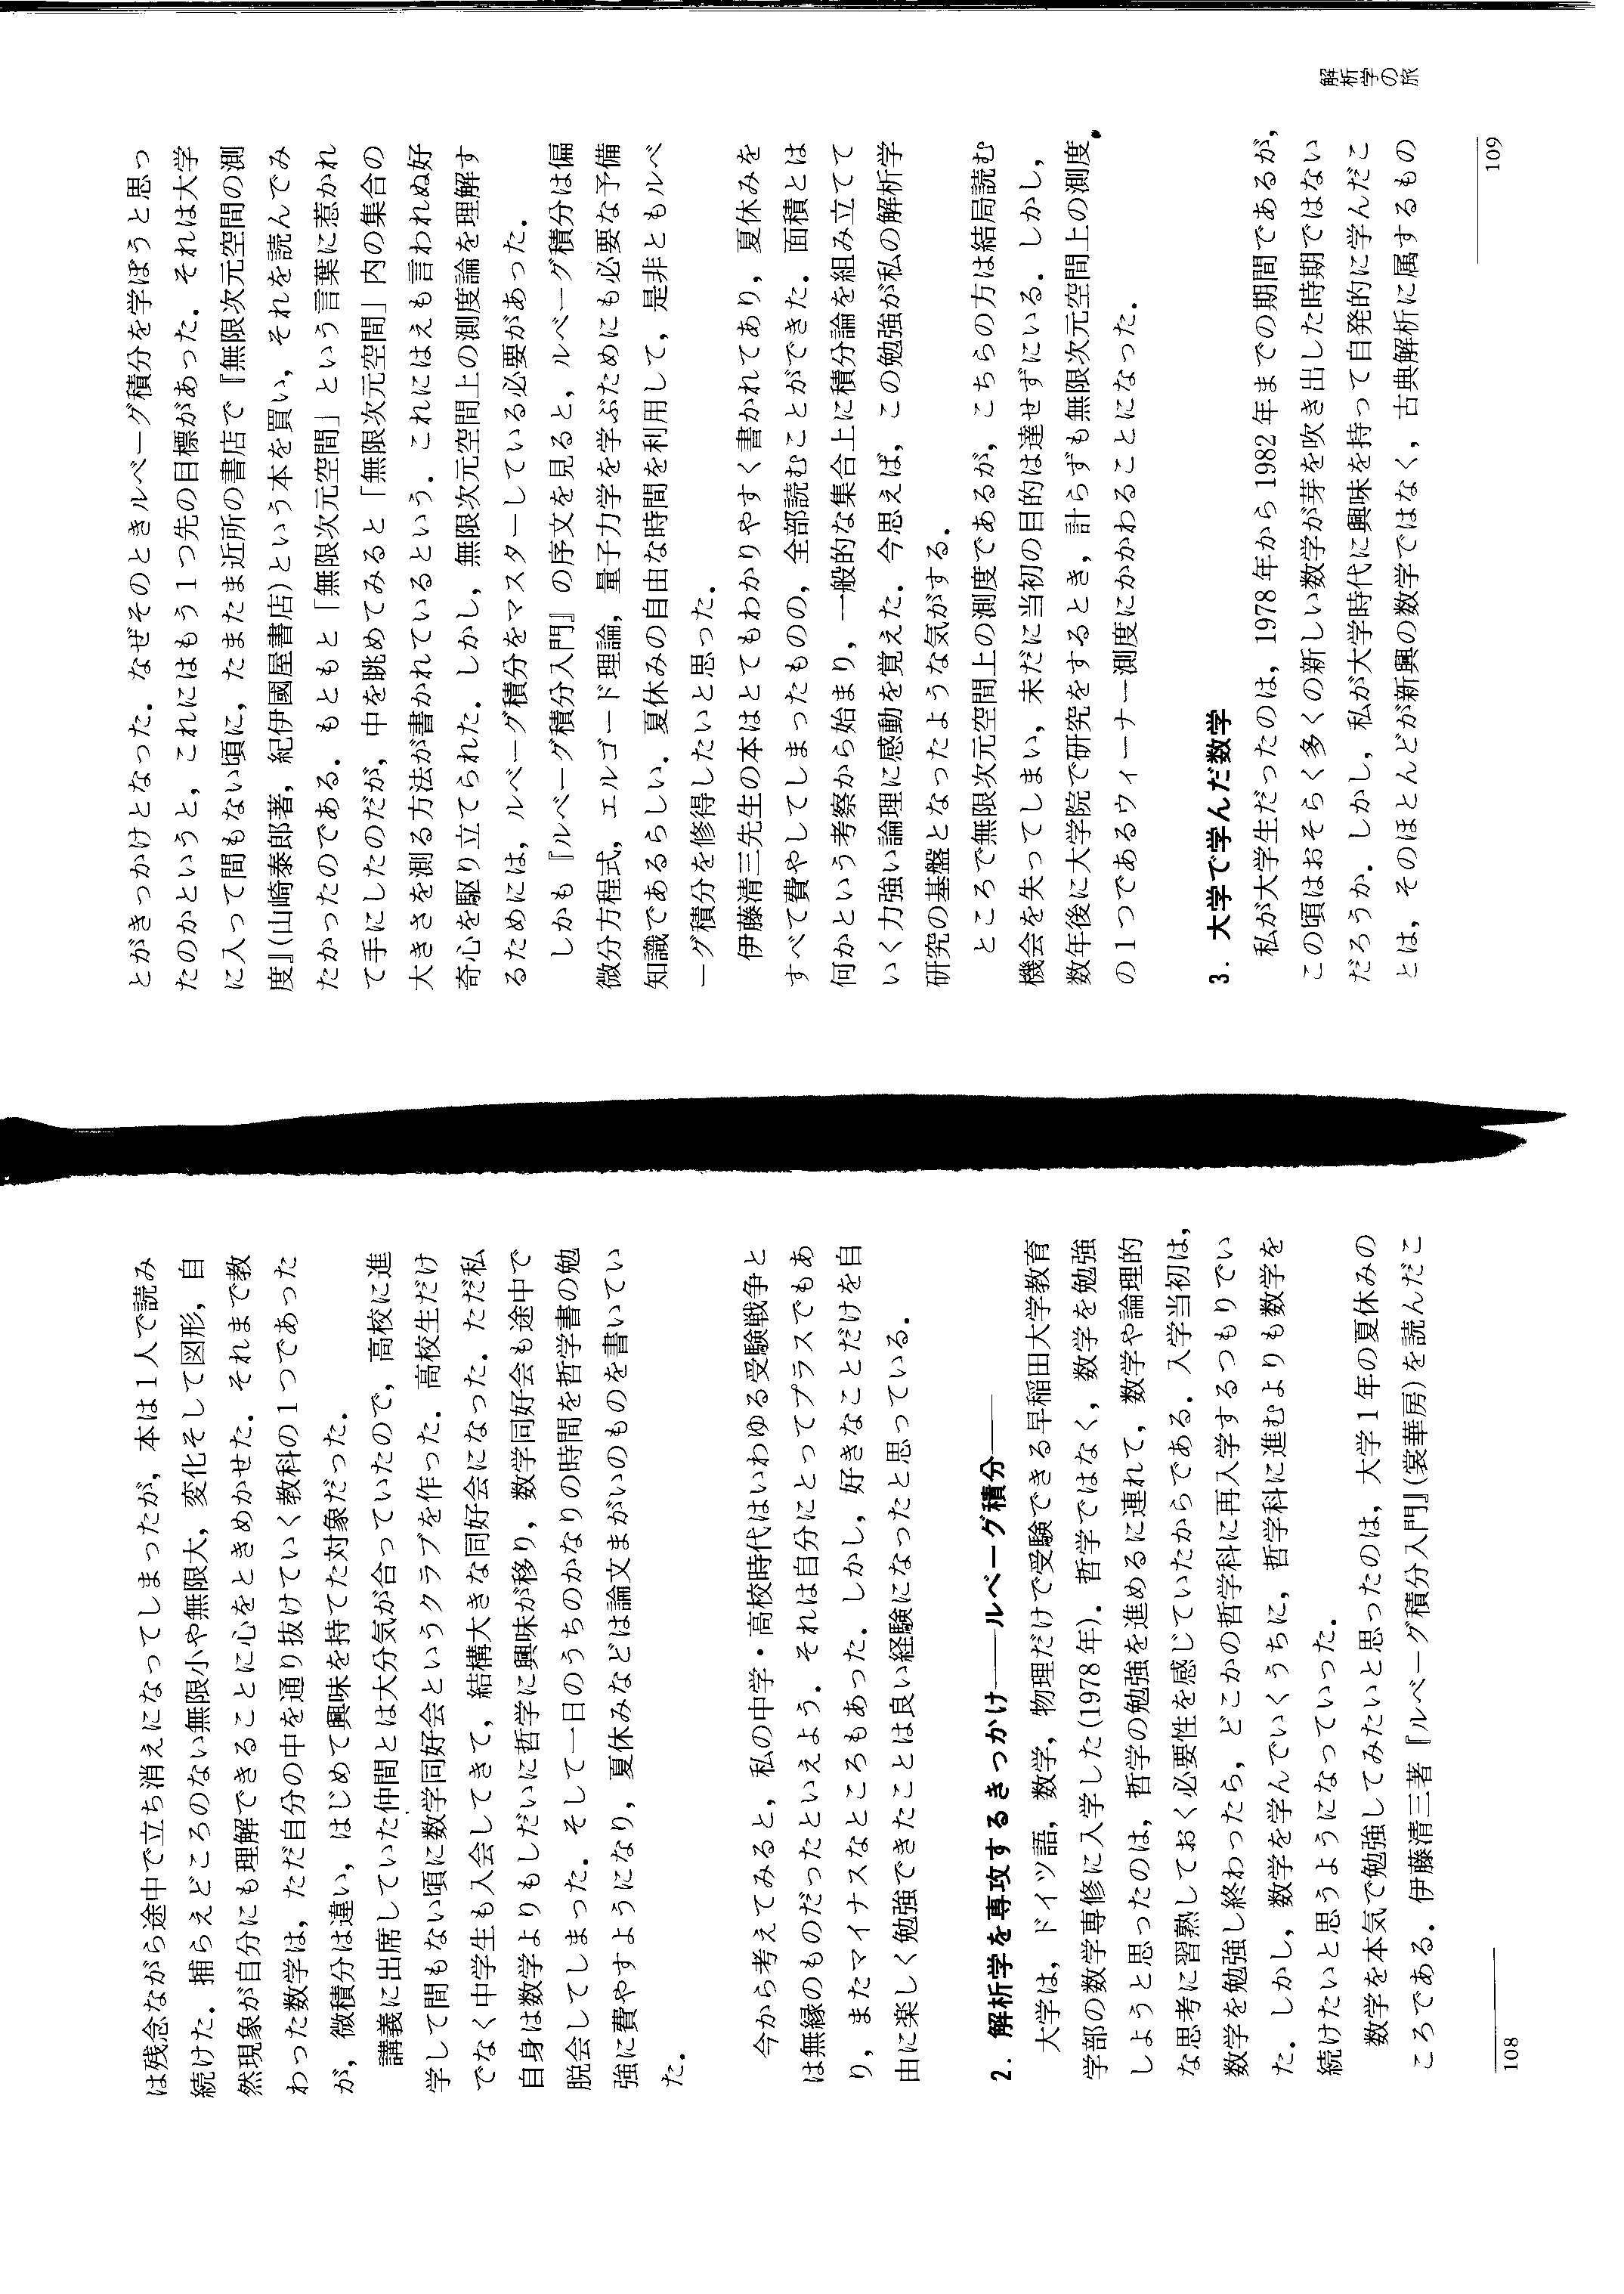 は残念ながら途中で立ち消えになってしまったが，本は1人で読み
続けた．捕らえどころのない無限小や無限大，変化そして図形，自
然現象が自分にも理解できることに心をときめかせた．それまで教
わった数学は，ただ自分の中を通り抜けていく教科の1つであった
が，微積分は違い，はじめて興味を持てた対象だった．
講義に出席していた仲間とは大分気が合っていたので，高校に進
学して間もない頃に数学同好会というクラブを作った．高校生だけ
でなく中学生も入会してきて，結構大きな同好会になった．ただ私
自身は数学よりもしだいに哲学に興味が移り，数学同好会も途中で
脱会してしまった．そして一日のうちのかなりの時間を哲学書の勉
強に費やすようになり，夏休みなどは論文まがいのものを書いてい
た．
今から考えてみると，私の中学・高校時代はいわゆる受験戦争と
は無縁のものだったといえよう．それは自分にとってプラスでもあ
り，またマイナスなところもあった．しかし，好きなことだけを自
由に楽しく勉強できたことは良い経験になったと思っている．
2. 解析学を専攻するきっかけ――ルベーグ積分――
大学は，ドイツ語，数学，物理だけで受験できる早稲田大学教育
学部の数学専修に入学した(1978年)．哲学ではなく，数学を勉強
しようと思ったのは，哲学の勉強を進めるに連れて，数学や論理的
な思考に習熟しておく必要性を感じていたからである．入学当初は，
数学を勉強し終わったら，どこかの哲学科に再入学するつもりでい
た．しかし，数学を学んでいくうちに，哲学科に進むよりも数学を
続けたいと思うようになっていった．
数学を本気で勉強してみたいと思ったのは，大学1年の夏休みの
ころである．伊藤清三著『ルベーグ積分入門』(裳華房)を読んだこ
108
とがきっかけとなった．なぜそのときルベーグ積分を学ぼうと思っ
たのかというと，これにはもう1つ先の目標があった．それは大学
に入って間もない頃に，たまたま近所の書店で『無限次元空間の測
度』(山崎泰郎著，紀伊國屋書店)という本を買い，それを読んでみ
たかったのである．もともと「無限次元空間」という言葉に惹かれ
て手にしたのだが，中を眺めてみると「無限次元空間」内の集合の
大きさを測る方法が書かれているという．これにはえも言われぬ好
奇心を駆り立てられた．しかし，無限次元空間上の測度論を理解す
るためには，ルベーグ積分をマスターしている必要があった．
しかも『ルベーグ積分入門』の序文を見ると，ルベーグ積分は偏
微分方程式，エルゴード理論，量子力学を学ぶためにも必要な予備
知識であるらしい．夏休みの自由な時間を利用して，是非ともルベ
ーグ積分を修得したいと思った．
伊藤清三先生の本はとてもわかりやすく書かれてあり，夏休みを
すべて費やしてしまったものの，全部読むことができた．面積とは
何かという考察から始まり，一般的な集合上に積分論を組み立てて
いく力強い論理に感動を覚えた．今思えば，この勉強が私の解析学
研究の基盤となったような気がする．
ところで無限次元空間上の測度であるが，こちらの方は結局読む
機会を失ってしまい，未だに当初の目的は達せずにいる．しかし，
数年後に大学院で研究をするとき，計らずも無限次元空間上の測度
の1つであるウィーナー測度にかかわることになった．
3. 大学で学んだ数学
私が大学生だったのは，1978年から1982年までの期間であるが，
この頃はおそらく多くの新しい数学が芽を吹き出した時期ではない
だろうか．しかし，私が大学時代に興味を持って自発的に学んだこ
とは，そのほとんどが新興の数学ではなく，古典解析に属するもの
解析学の旅
109